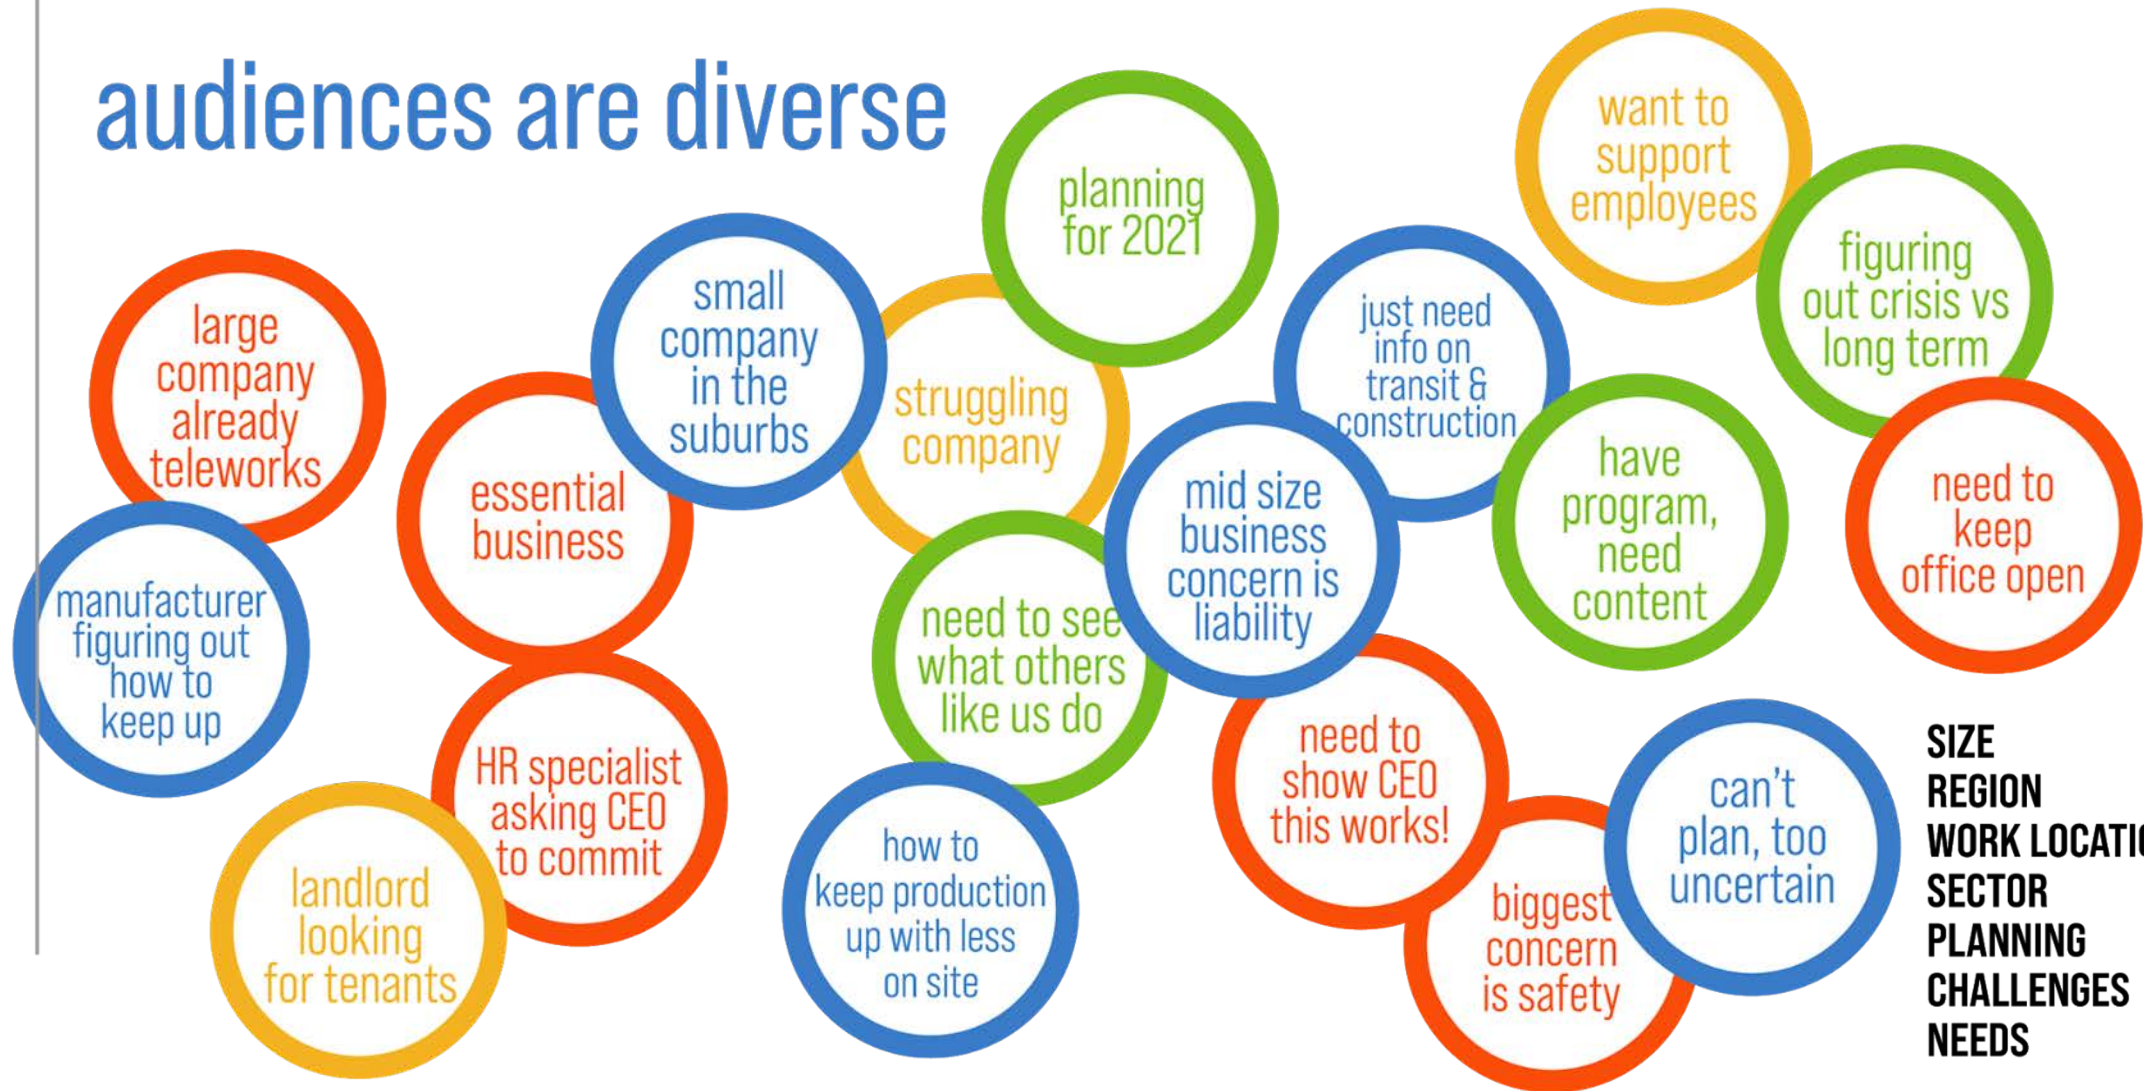 audiences are diverse
planning
for 2021
want to
support
employees
figuring
out crisis vs
long term
large
company
already
teleworks
small
company
in the
suburbs
struggling
company
just need
info on
transit &
construction
essential
business
mid size
business
concern is
liability
have
program,
need
content
need to
keep
office open
manufacturer
figuring out
how to
keep up
need to see
what others
like us do
HR specialist
asking CEO
to commit
need to
show CEO
this works!
can't
plan, too
uncertain
landlord
looking
for tenants
how to
keep production
up with less
on site
biggest
concern
is safety
SIZE
REGION
WORK
SECTOR
PLANNING
CHALLENGES
NEEDS